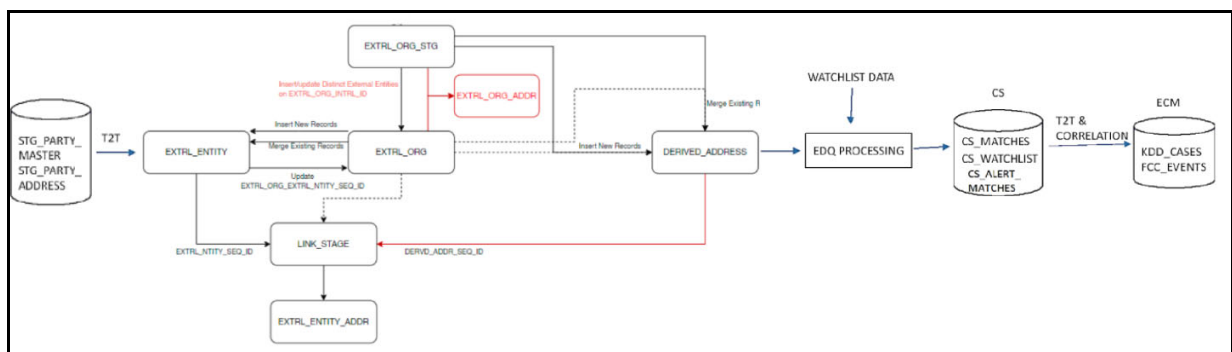 EXTRL_ORG_STG
Insert/update Distinct External Entities
on EXTRL_ORG_INTRL_ID
EXTRL_ORG_ADDR
WATCHLIST DATA
CS
ECM
STG_PARTY_
MASTER
STG_PARTY_
ADDRESS
T2T
Insert New Records
Merge Existing Records
EXTRL_ENTITY
EXTRL_ORG
Update
EXTRL_ORG_EXTRL_NTITY_SEQ_ID
Merge Existing R
Insert New Records
DERIVED_ADDRESS
EDQ PROCESSING
CS_MATCHES
CS_WATCHLIST
CS_ALERT_
MATCHES
T2T &
CORRELATION
KDD_CASES
FCC_EVENTS
EXTRL_NTITY_SEQ_ID
LINK_STAGE
DERVD_ADDR_SEQ_ID
EXTRL_ENTITY_ADDR